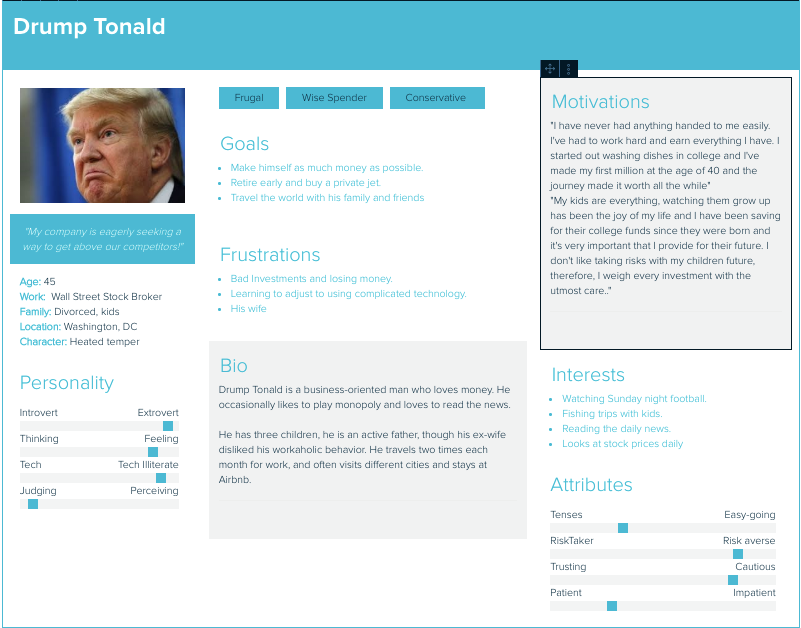 Drump Tonald
"My company is eagerly seeking a
way to get above our competitors!"
Age: 45
Work: Wall Street Stock Broker
Family: Divorced, kids
Location: Washington, DC
Character: Heated temper
Personality
Introvert Extrovert
Thinking Feeling
Tech Tech Illiterate
Judging Perceiving
Frugal Wise Spender Conservative
Goals
Make himself as much money as possible.
Retire early and buy a private jet.
Travel the world with his family and friends
Frustrations
Bad Investments and losing money.
Learning to adjust to using complicated technology.
His wife
Bio
Drump Tonald is a business-oriented man who loves money. He
occasionally likes to play monopoly and loves to read the news.
He has three children, he is an active father, though his ex-wife
disliked his workaholic behavior. He travels two times each
month for work, and often visits different cities and stays at
Airbnb.
Motivations
"I have never had anything handed to me easily.
I've had to work hard and earn everything I have. I
started out washing dishes in college and I've
made my first million at the age of 40 and the
journey made it worth all the while"
"My kids are everything, watching them grow up
has been the joy of my life and I have been saving
for their college funds since they were born and
it's very important that I provide for their future. I
don't like taking risks with my children future,
therefore, I weigh every investment with the
utmost care.."
Interests
Watching Sunday night football.
Fishing trips with kids.
Reading the daily news.
Looks at stock prices daily
Attributes
Tenses Easy-going
RiskTaker Risk averse
Trusting Cautious
Patient Impatient